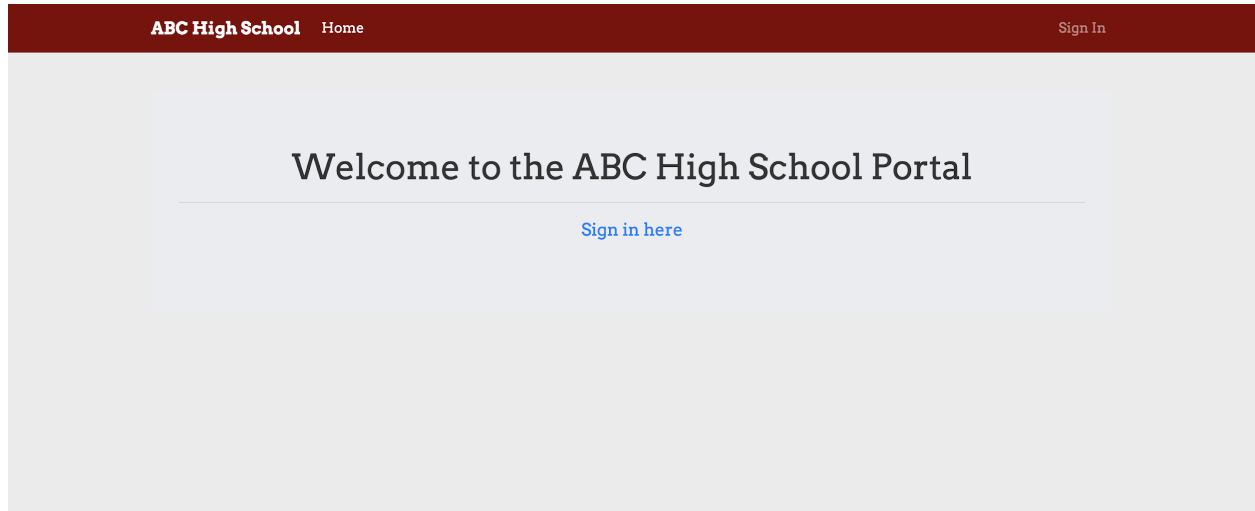 ABC High School Home Sign In
Welcome to the ABC High School Portal
Sign in here